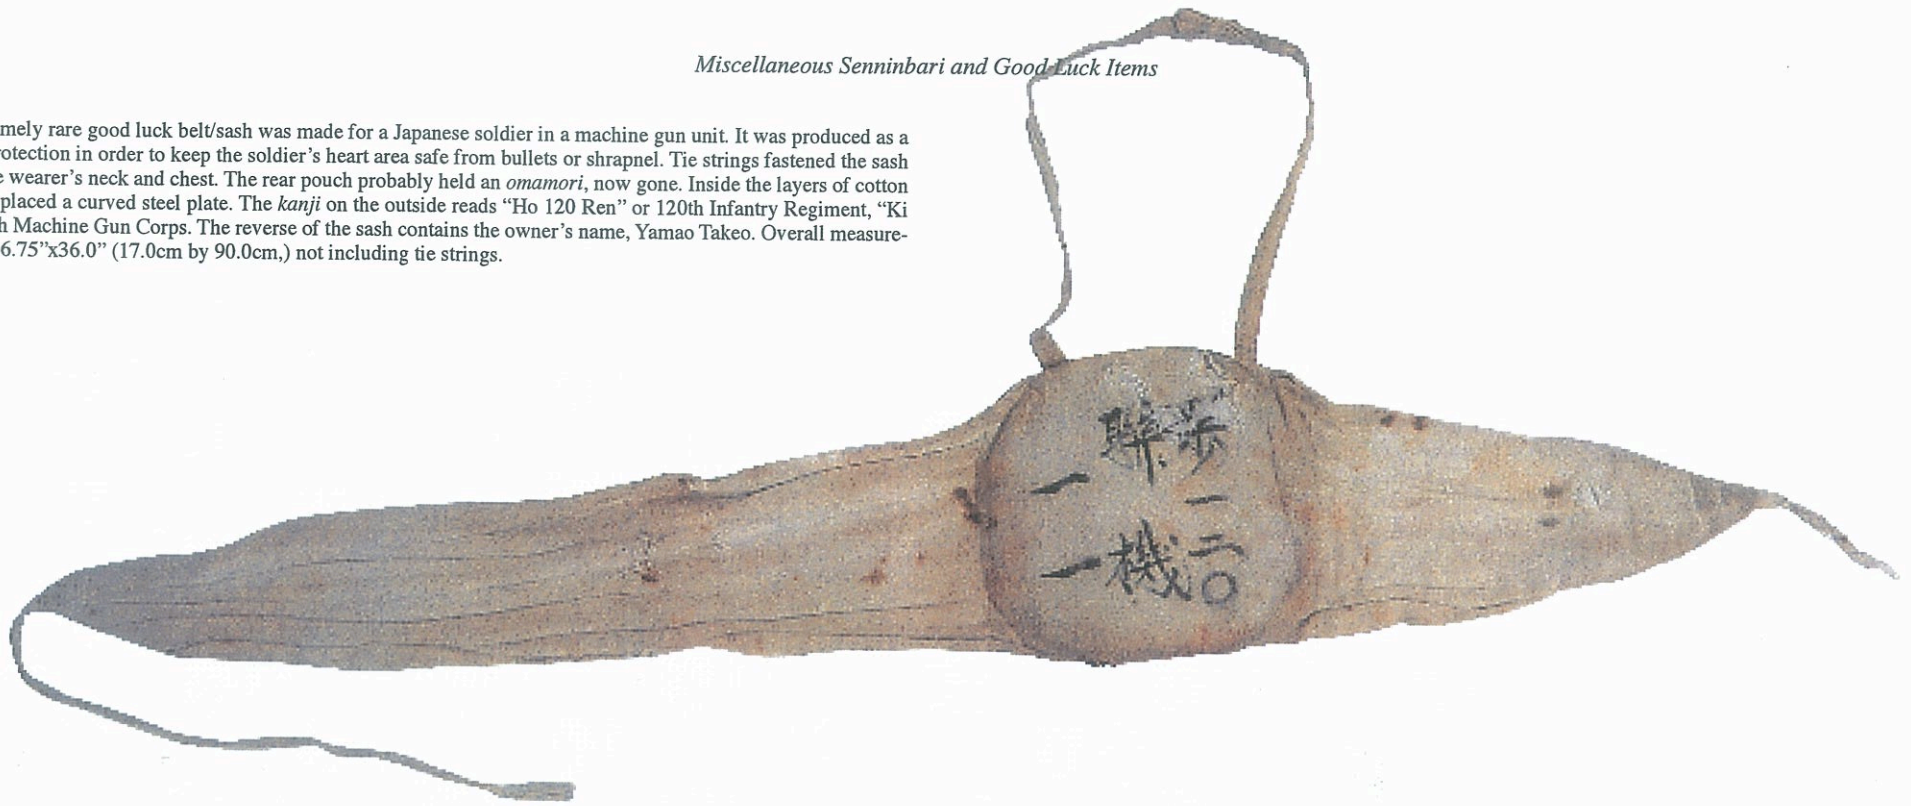 Miscellaneous Senninbari and Good Luck Items
mely rare good luck belt/sash was made for a Japanese soldier in a machine gun unit. It was produced as a
otection in order to keep the soldier's heart area safe from bullets or shrapnel. Tie strings fastened the sash
e wearer's neck and chest. The rear pouch probably held an omamori, now gone. Inside the layers of cotton
placed a curved steel plate. The kanji on the outside reads “Ho 120 Ren” or 120th Infantry Regiment, “Ki
h Machine Gun Corps. The reverse of the sash contains the owner's name, Yamao Takeo. Overall measure-
6.75”x36.0” (17.0cm by 90.0cm,) not including tie strings.
歩一二〇
聯機
一一